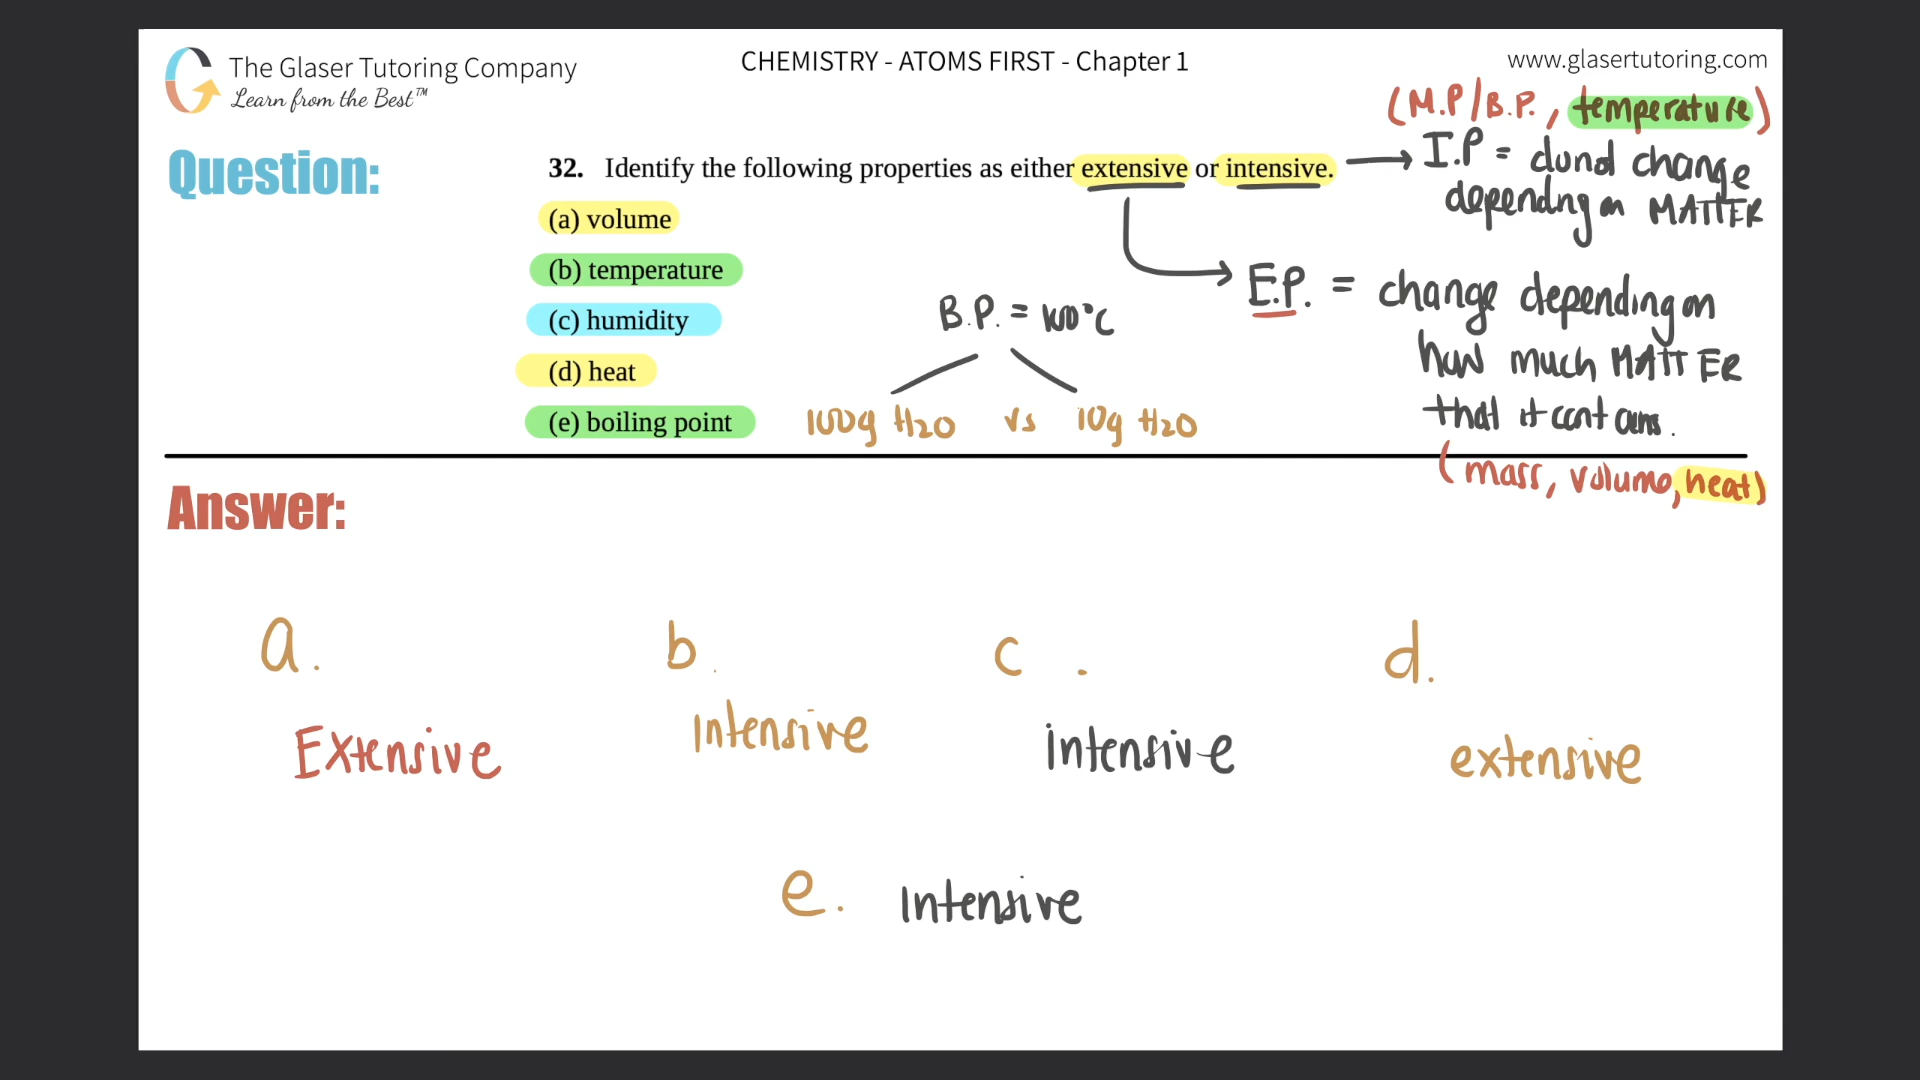 The Glaser Tutoring Company
Learn from the Best™
CHEMISTRY - ATOMS FIRST - Chapter 1
www.glasertutoring.com
(M.P/B.P., temperature)
Question:
32. Identify the following properties as either extensive or intensive.
I.P = change
depending on MATTER
(a) volume
(b) temperature
(c) humidity
(d) heat
(e) boiling point
E.P. = change depending on
how much MATTER
that it contains.
(mass, volume, heat)
B.P. = 100°C
100g H2O vs 10g H2O
Answer:
a.
Extensive
b.
Intensive
c.
intensive
d.
extensive
e. Intensive